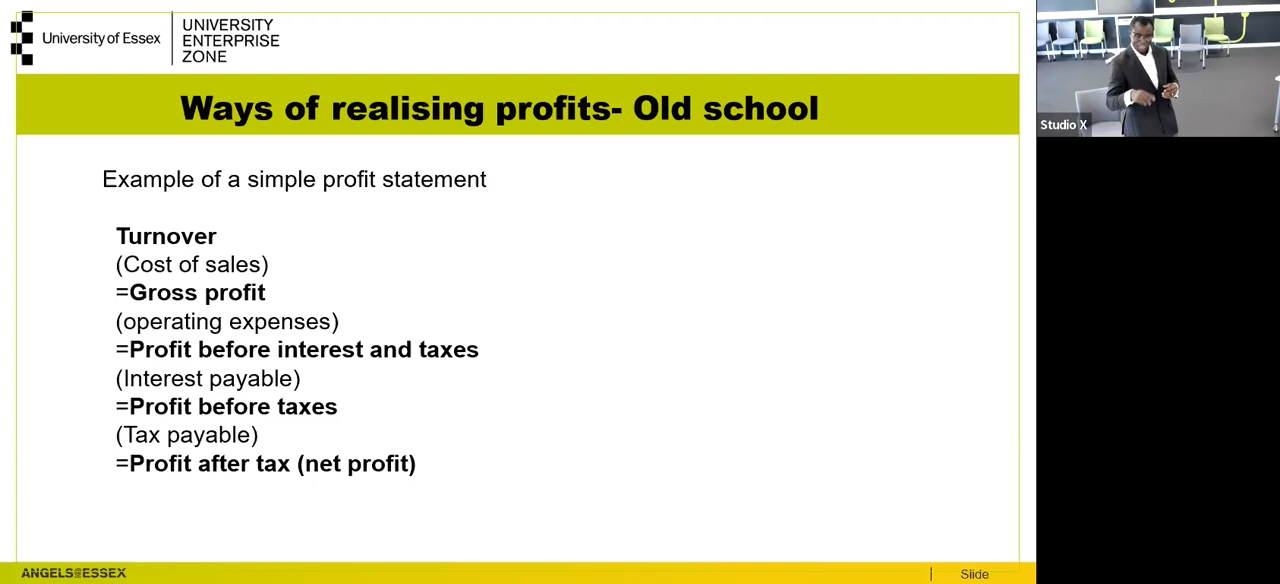 University of Essex
UNIVERSITY
ENTERPRISE
ZONE
Ways of realising profits- Old school
Studio X
Example of a simple profit statement
Turnover
(Cost of sales)
=Gross profit
(operating expenses)
=Profit before interest and taxes
(Interest payable)
=Profit before taxes
(Tax payable)
=Profit after tax (net profit)
ANGELS@ESSEX
Slide